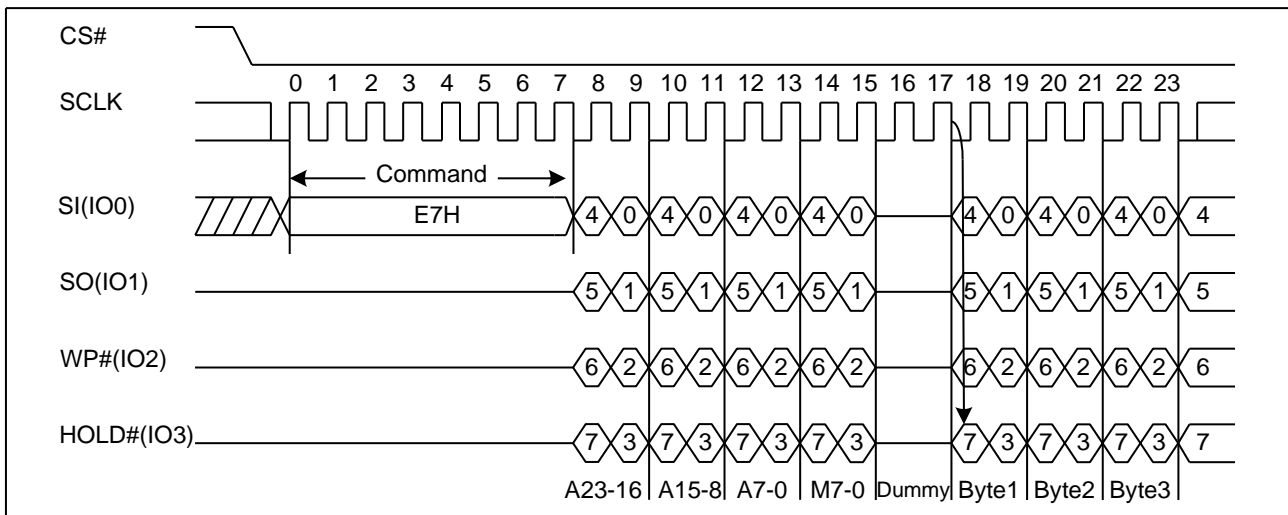 CS#
0 1 2 3 4 5 6 7 8 9 10 11 12 13 14 15 16 17 18 19 20 21 22 23
SCLK
Command
SI(IO0) E7H 4 0 4 0 4 0 4 0 4 0 4 0 4 0 4
SO(IO1) 5 1 5 1 5 1 5 1 5 1 5 1 5 1 5
WP#(IO2) 6 2 6 2 6 2 6 2 6 2 6 2 6 2 6
HOLD#(IO3) 7 3 7 3 7 3 7 3 7 3 7 3 7 3 7
A23-16 A15-8 A7-0 M7-0 Dummy Byte1 Byte2 Byte3